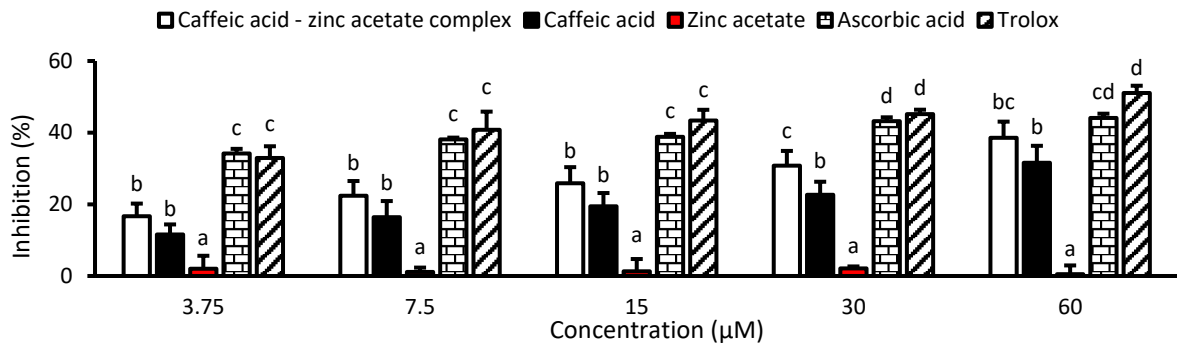 Caffeic acid - zinc acetate complex Caffeic acid Zinc acetate Ascorbic acid Trolox
Inhibition (%)
60
40
20
0
b b a c c
b b a c c
b b a c c
c b a d d
bc b a cd d
3.75 7.5 15 30 60
Concentration (µM)